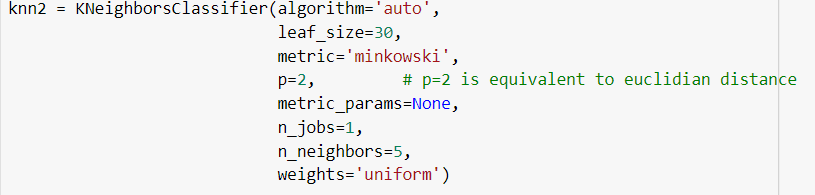 knn2 = KNeighborsClassifier(algorithm='auto',
leaf_size=30,
metric='minkowski',
p=2, # p=2 is equivalent to euclidian distance
metric_params=None,
n_jobs=1,
n_neighbors=5,
weights='uniform')